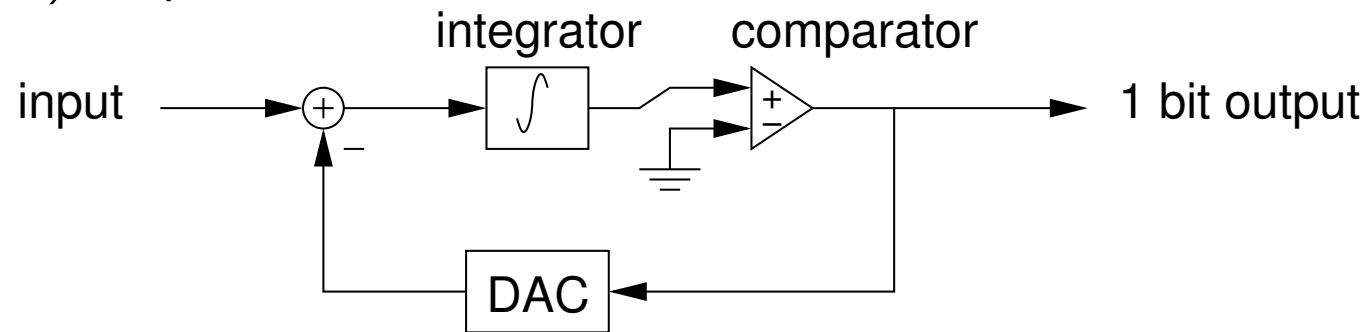 integrator comparator
input
∫
+
+
−
1 bit output
−
DAC